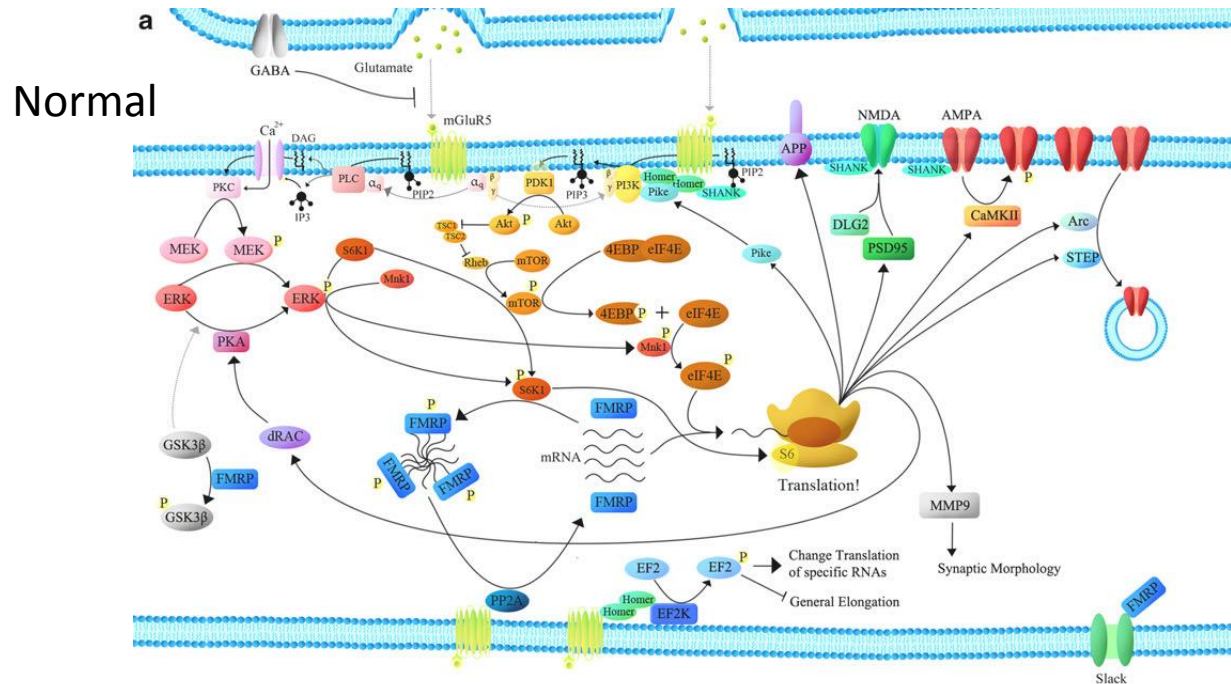 a
Normal
GABA
Glutamate
mGluR5
Ca2+
DAG
PKC
IP3
PLC
PIP2
αq
αq
β
γ
PDK1
PIP3
β
γ
PI3K
Homer
Pike
Homer
SHANK
PIP2
APP
NMDA
SHANK
AMPA
SHANK
P
CaMKII
DLG2
PSD95
Arc
STEP
MEK
MEK
P
TSC1
TSC2
Akt
P
Akt
S6K1
Rheb
mTOR
4EBP
eIF4E
Pike
ERK
ERK
P
Mnk1
P
mTOR
4EBP
P
+
eIF4E
PKA
P
Mnk1
P
eIF4E
P
S6K1
P
FMRP
FMRP
GSK3β
dRAC
mRNA
S6
Translation!
FMRP
P
FMRP
FMRP
P
FMRP
P
GSK3β
MMP9
Synaptic Morphology
PP2A
EF2
EF2
P
Change Translation
of specific RNAs
General Elongation
Homer
Homer
EF2K
FMRP
Slack